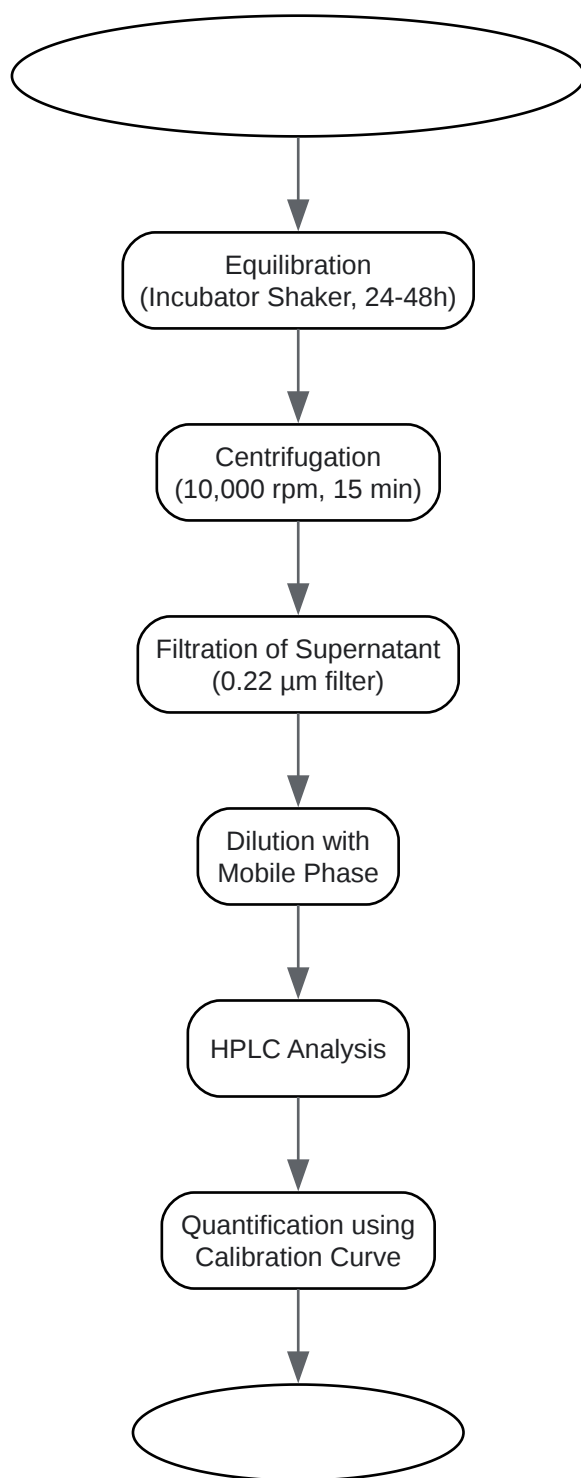 Equilibration
(Incubator Shaker, 24-48h)
Centrifugation
(10,000 rpm, 15 min)
Filtration of Supernatant
(0.22 µm filter)
Dilution with
Mobile Phase
HPLC Analysis
Quantification using
Calibration Curve